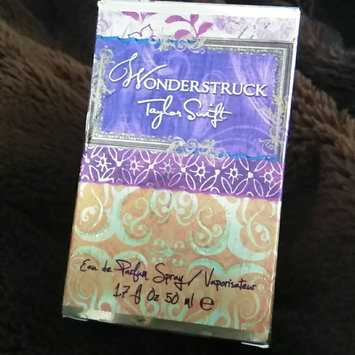 WONDERSTRUCK
Taylor Swift
Eau de Parfum Spray / Vaporisateur
1.7 fl Oz 50 ml ℮